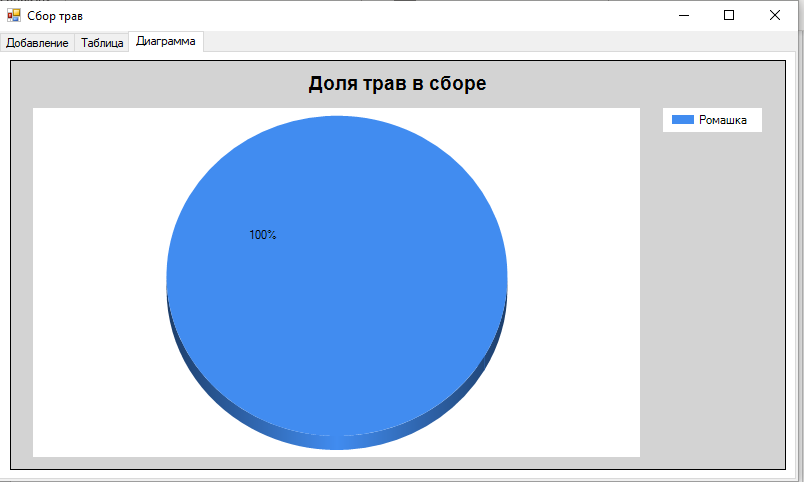 Сбор трав
Добавление Таблица Диаграмма
Доля трав в сборе
Ромашка
100%